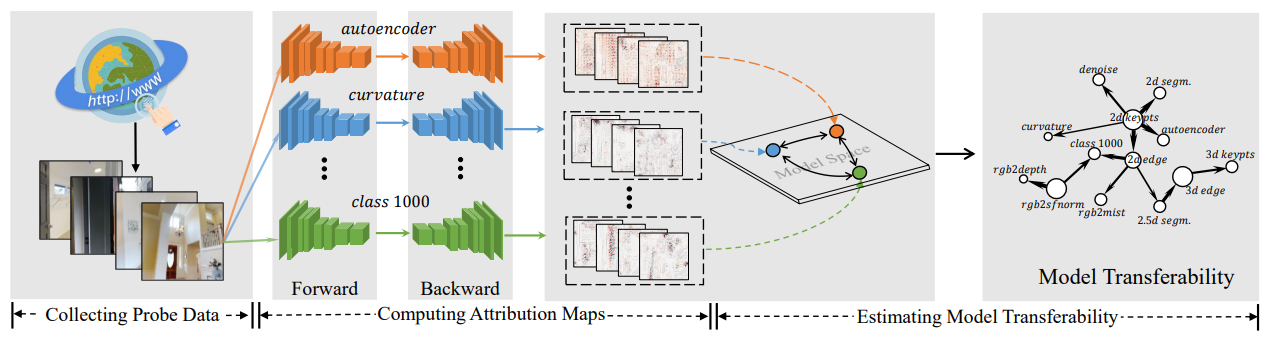 http://www
autoencoder
curvature
class 1000
Forward
Backward
Model Space
denoise
2d segm.
2d keypts
curvature
autoencoder
class 1000
2d edge
3d keypts
rgb2depth
3d edge
rgb2sfnorm
rgb2mist
2.5d segm.
Model Transferability
Collecting Probe Data
Computing Attribution Maps
Estimating Model Transferability